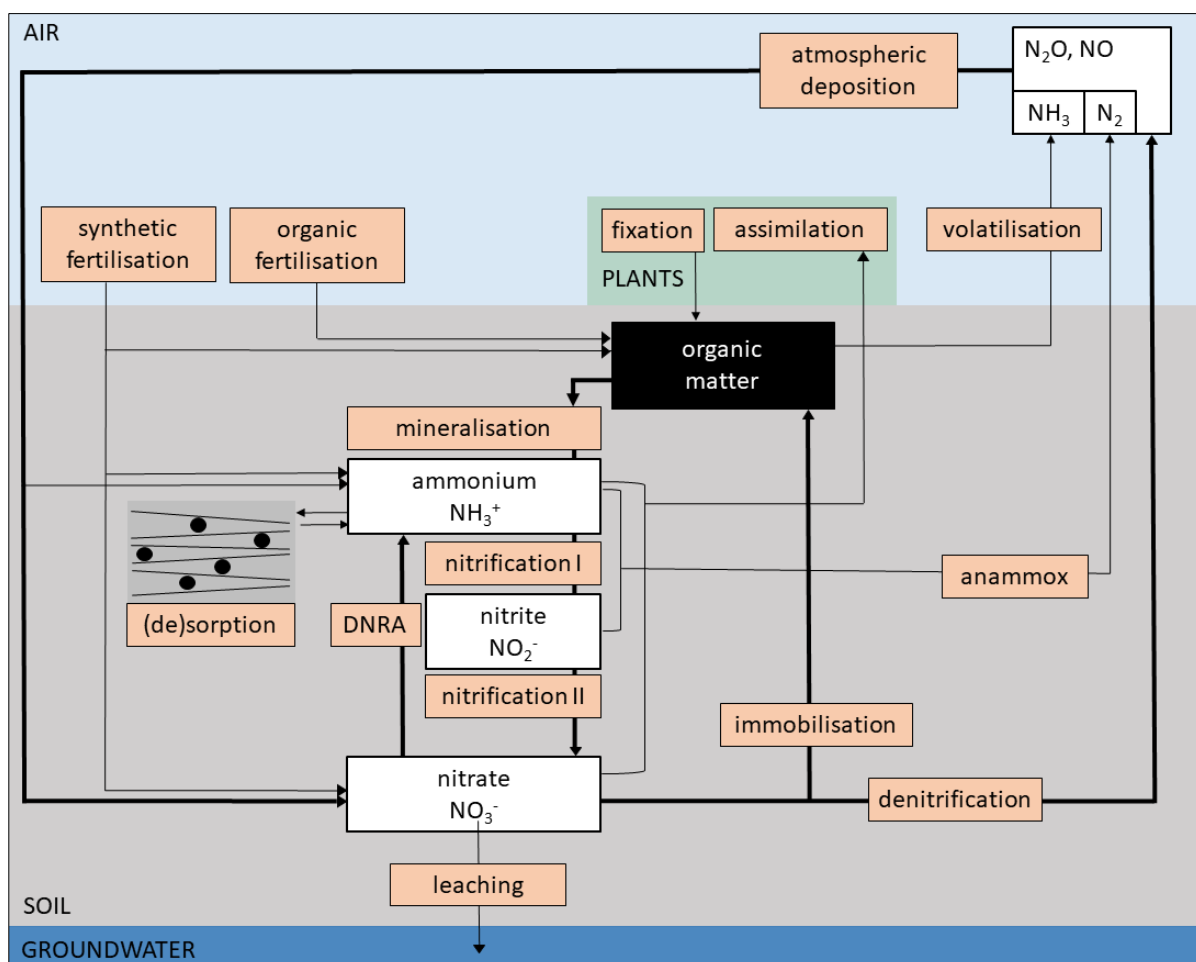 AIR
atmospheric
deposition
N₂O, NO
NH₃
N₂
synthetic
fertilisation
organic
fertilisation
fixation
assimilation
volatilisation
PLANTS
organic
matter
mineralisation
ammonium
NH₃⁺
nitrification I
anammox
(de)sorption
DNRA
nitrite
NO₂⁻
nitrification II
immobilisation
nitrate
NO₃⁻
denitrification
leaching
SOIL
GROUNDWATER